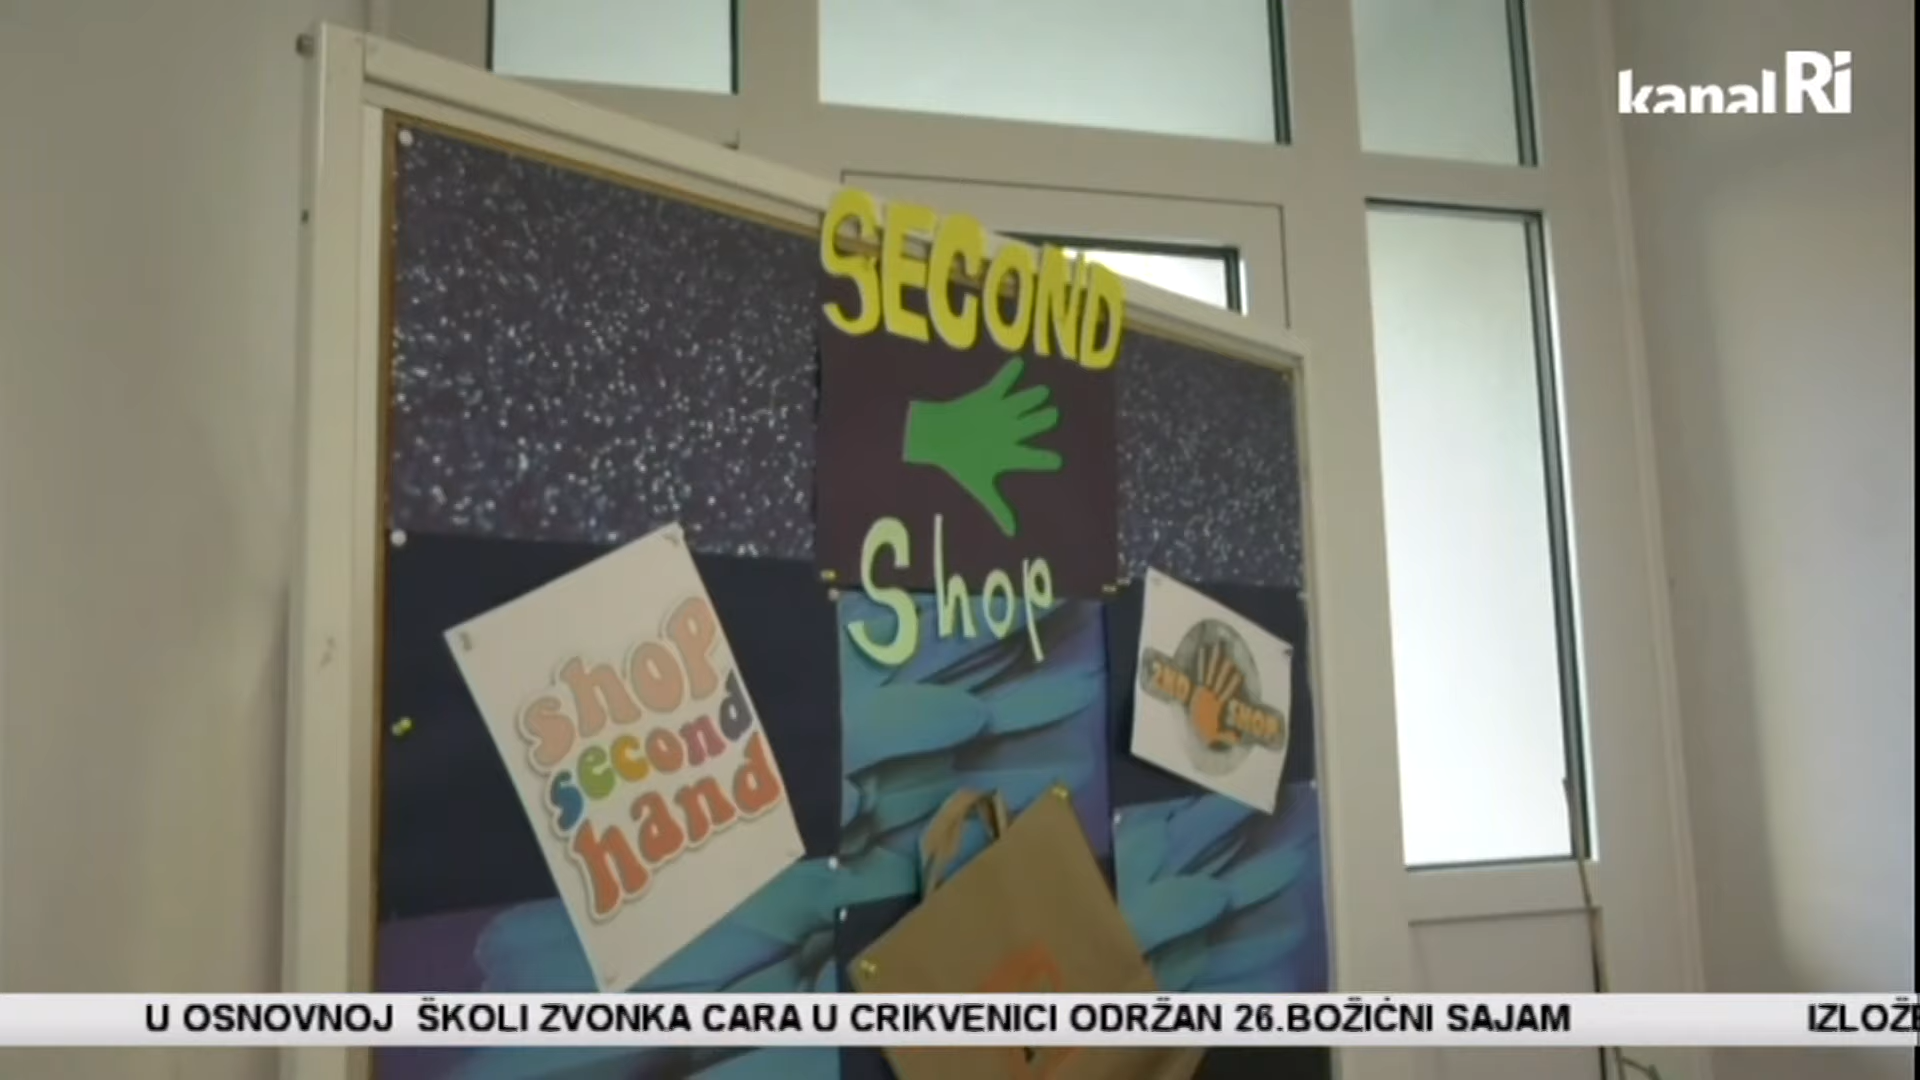 kanal Ri
SECOND
Shop
shop
second
hand
2ND SHOP
U OSNOVNOJ ŠKOLI ZVONKA CARA U CRIKVENICI ODRŽAN 26.BOŽIĆNI SAJAM